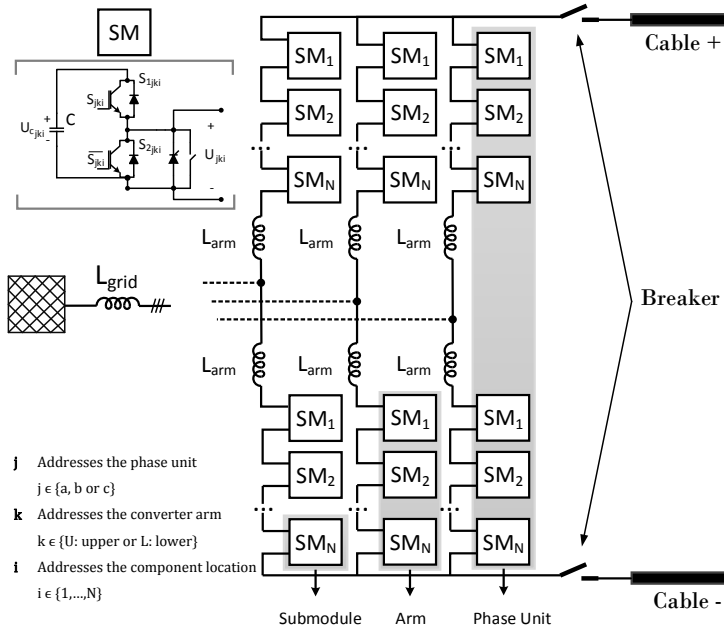 SM
S1jki
Sjki
+
Ucjki
-
C
S2jki
Sjki
+
Ujki
-
SM1 SM1 SM1
SM2 SM2 SM2
... ... ...
SMN SMN SMN
Larm Larm Larm
Lgrid
Larm Larm Larm
SM1 SM1 SM1
SM2 SM2 SM2
... ... ...
SMN SMN SMN
Cable +
Breaker
Cable -
j Addresses the phase unit
j ϵ {a, b or c}
k Addresses the converter arm
k ϵ {U: upper or L: lower}
i Addresses the component location
i ϵ {1,...,N}
Submodule Arm Phase Unit